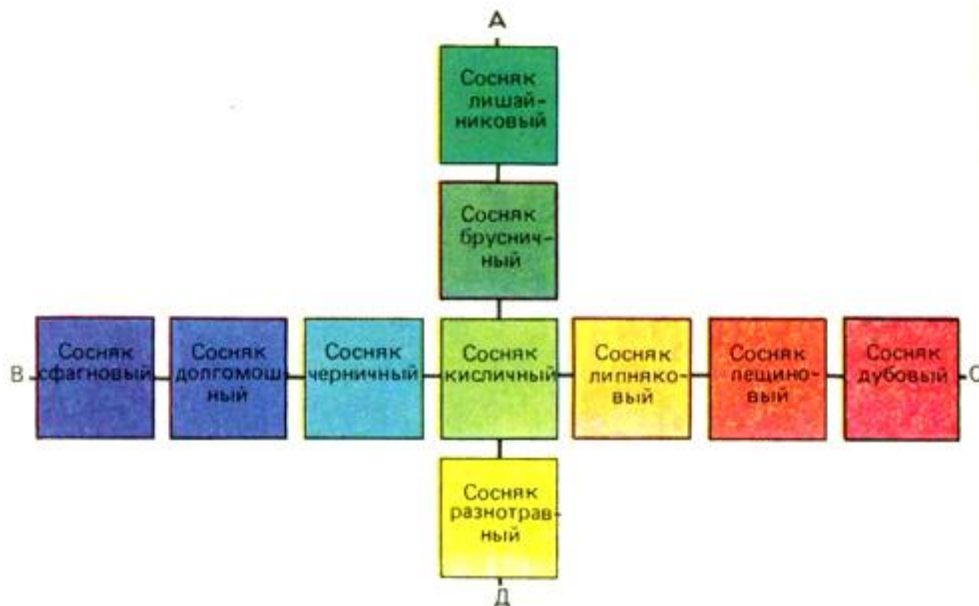 А
Сосняк
лишай-
никовый
Сосняк
бруснич-
ный
В
Сосняк
сфагновый
Сосняк
долгомош-
ный
Сосняк
черничный
Сосняк
кисличный
Сосняк
липняко-
вый
Сосняк
лещино-
вый
Сосняк
дубовый
С
Сосняк
разнотрав-
ный
Д